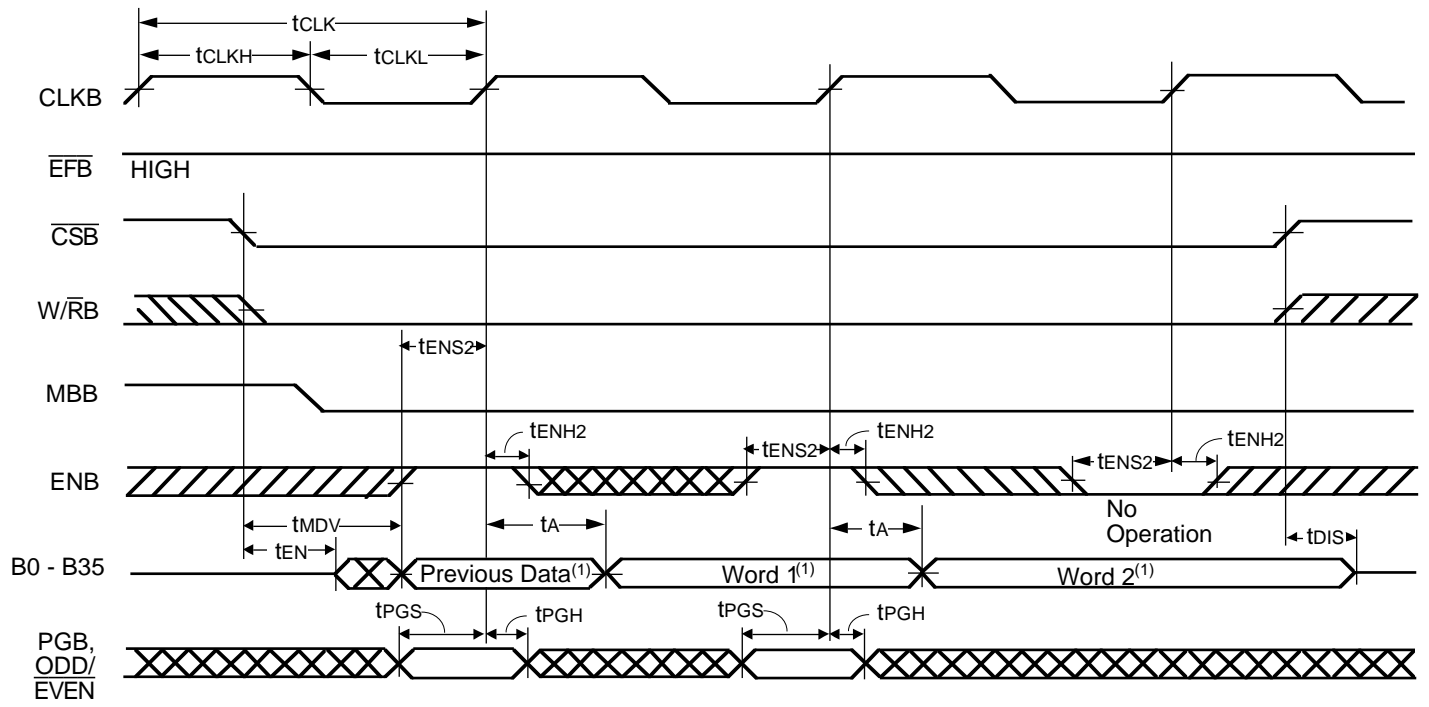 tCLK
tCLKH
tCLKL
CLKB
EFB
HIGH
CSB
W/RB
tENS2
MBB
tENH2
tENS2
tENH2
tENS2
tENH2
ENB
No
Operation
tMDV
tA
tA
tEN
tDIS
B0 - B35
Previous Data(1)
Word 1(1)
Word 2(1)
tPGS
tPGH
tPGS
tPGH
PGB,
ODD/
EVEN